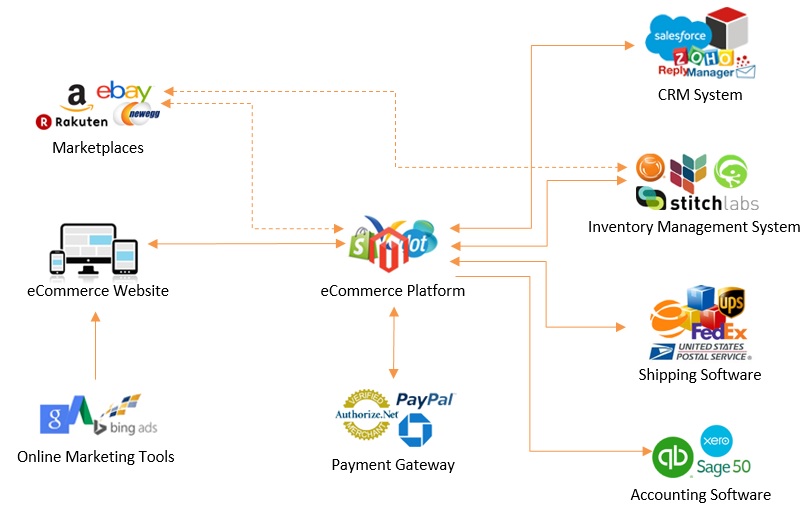 salesforce
ZOHO
ReplyManager
CRM System
a
ebay
R Rakuten
newegg
Marketplaces
stitchlabs
Inventory Management System
eCommerce Website
eCommerce Platform
ups
FedEx
UNITED STATES
POSTAL SERVICE®
Shipping Software
g
bing ads
Online Marketing Tools
VERIFIED
Authorize.Net
MERCHANT
PayPal
Payment Gateway
qb
xero
Sage 50
Accounting Software